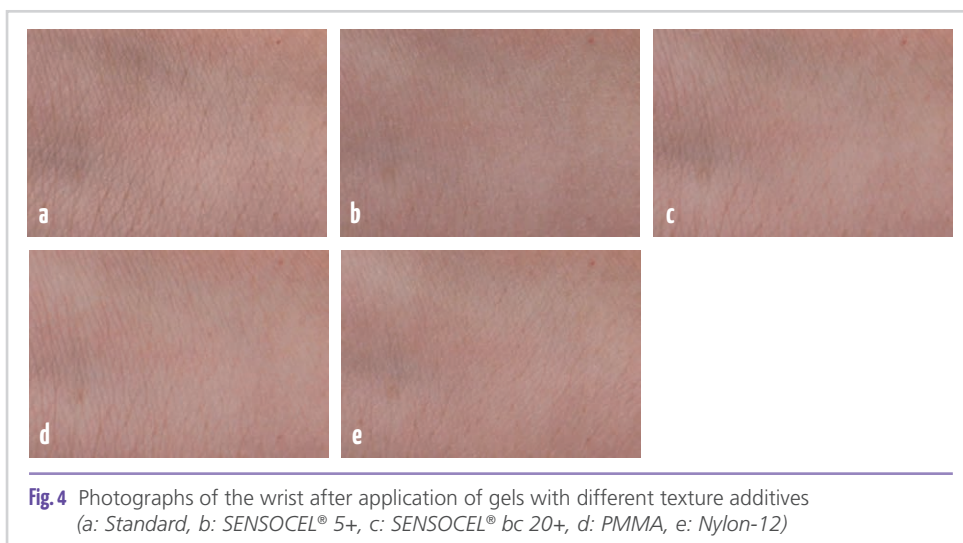 a
b
c
d
e
Fig. 4 Photographs of the wrist after application of gels with different texture additives
(a: Standard, b: SENSOCEL® 5+, c: SENSOCEL® bc 20+, d: PMMA, e: Nylon-12)